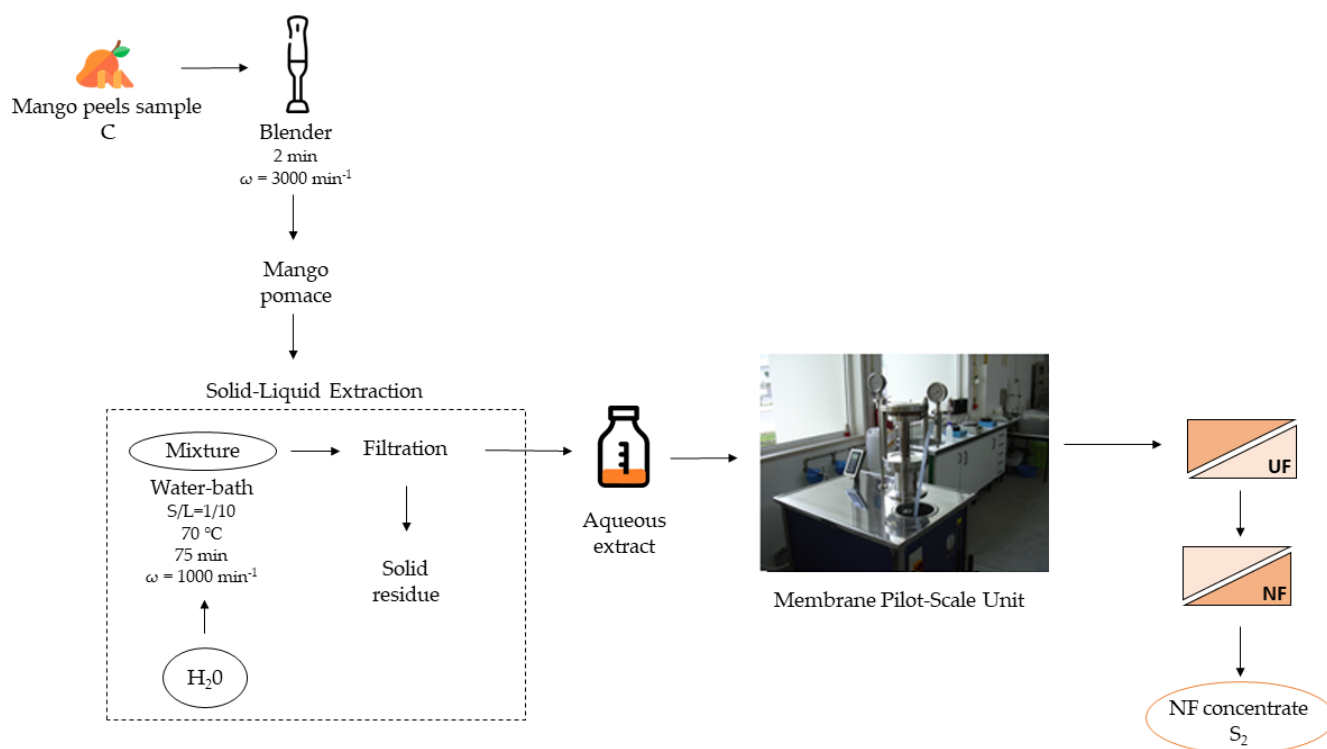 Mango peels sample
C
Blender
2 min
ω = 3000 min⁻¹
Mango
pomace
Solid-Liquid Extraction
Mixture
Water-bath
S/L=1/10
70 °C
75 min
ω = 1000 min⁻¹
H₂0
Filtration
Solid
residue
Aqueous
extract
Membrane Pilot-Scale Unit
UF
NF
NF concentrate
S₂